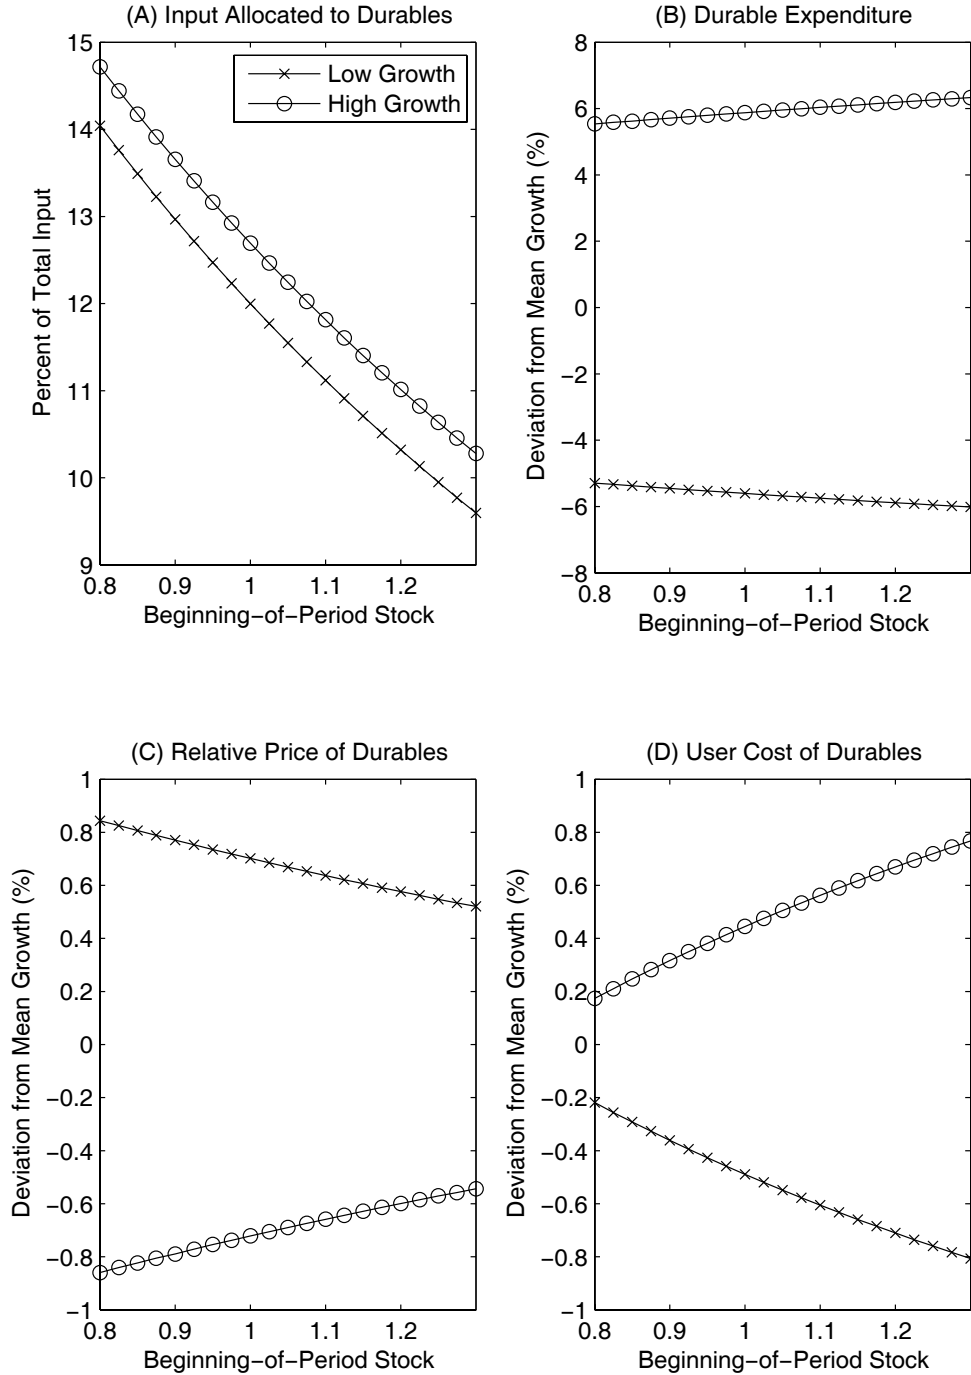 (A) Input Allocated to Durables
15
14
13
12
11
10
9
Percent of Total Input
Low Growth
High Growth
0.8 0.9 1 1.1 1.2
Beginning−of−Period Stock
(B) Durable Expenditure
8
6
4
2
0
−2
−4
−6
−8
Deviation from Mean Growth (%)
0.8 0.9 1 1.1 1.2
Beginning−of−Period Stock
(C) Relative Price of Durables
1
0.8
0.6
0.4
0.2
0
−0.2
−0.4
−0.6
−0.8
−1
Deviation from Mean Growth (%)
0.8 0.9 1 1.1 1.2
Beginning−of−Period Stock
(D) User Cost of Durables
1
0.8
0.6
0.4
0.2
0
−0.2
−0.4
−0.6
−0.8
−1
Deviation from Mean Growth (%)
0.8 0.9 1 1.1 1.2
Beginning−of−Period Stock